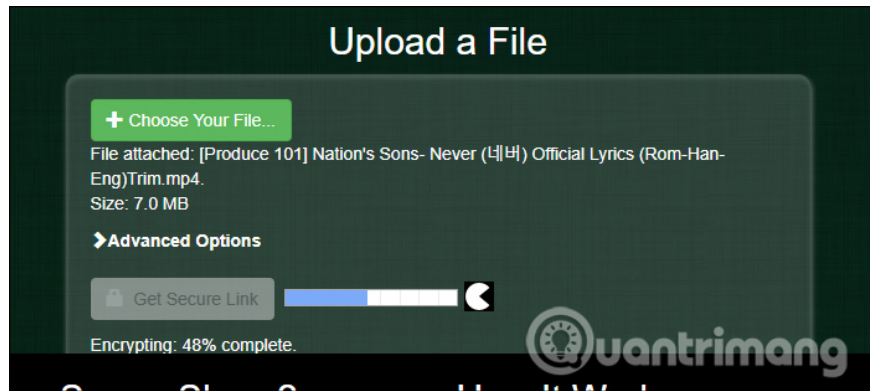 Upload a File
Choose Your File...
File attached: [Produce 101] Nation's Sons- Never (네버) Official Lyrics (Rom-Han-
Eng)Trim.mp4.
Size: 7.0 MB
Advanced Options
Get Secure Link
Encrypting: 48% complete.
Quantrimang